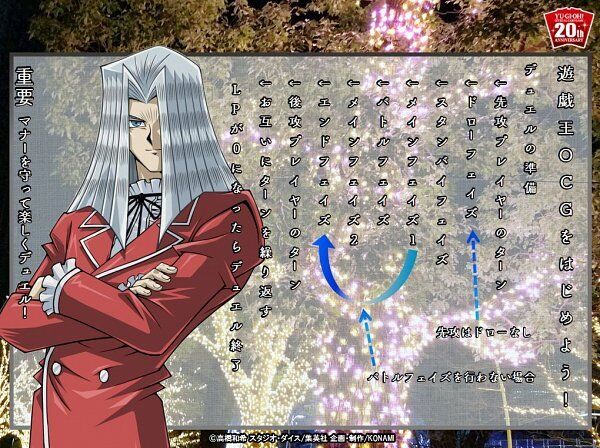 YU-GI-OH!
20th
ANNIVERSARY
遊戯王OCGをはじめよう！
デュエルの準備
↓先攻プレイヤーのターン
↓ドローフェイズ
↓スタンバイフェイズ
↓メインフェイズ1
↓バトルフェイズ
↓メインフェイズ2
↓エンドフェイズ
↓後攻プレイヤーのターン
↓お互いにターンを繰り返す
LPが0になったらデュエル終了
重要 マナーを守って楽しくデュエル！
先攻はドローなし
バトルフェイズを行わない場合
©高橋和希 スタジオ・ダイス/集英社 企画・制作/KONAMI